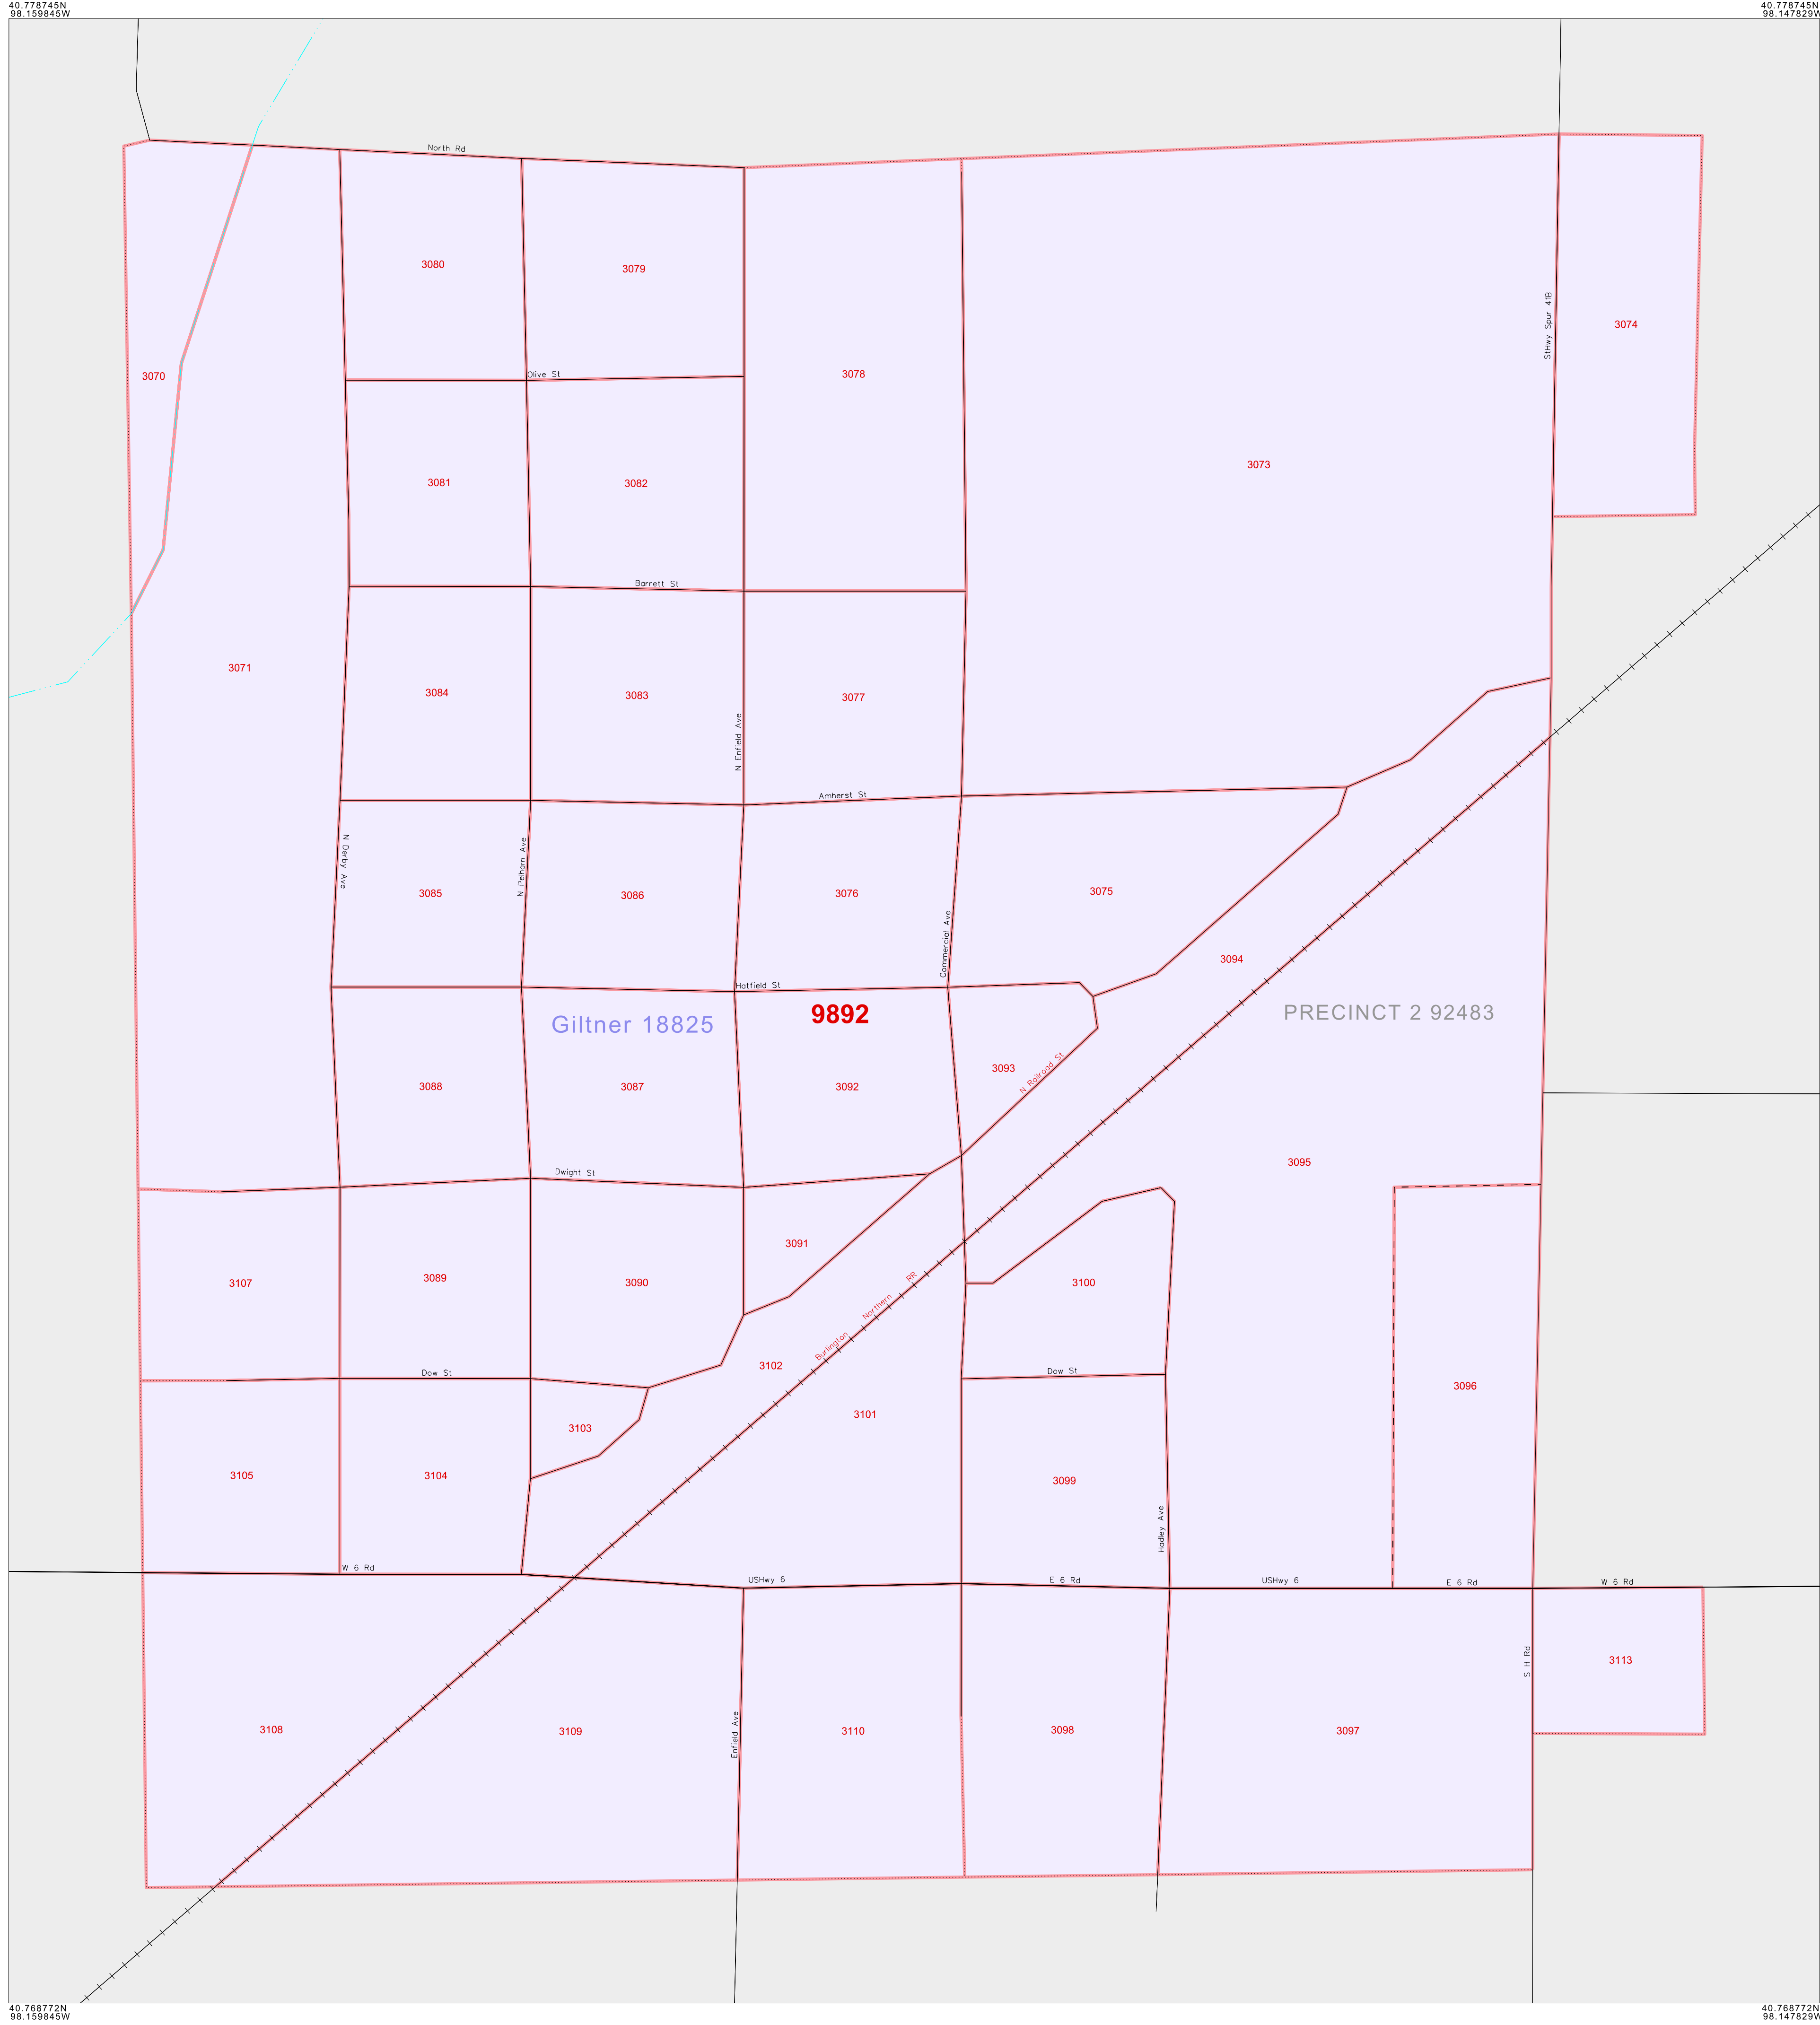 40.778745N
98.159845W
40.778745N
98.147829W
North Rd
3080
3079
StHwy Spur 41B
3074
3070
Olive St
3078
3073
3081
3082
Barrett St
3071
3084
3083
N Enfield Ave
3077
Amherst St
N Derby Ave
N Pelham Ave
3085
3086
3076
3075
Commercial Ave
3094
Hatfield St
Giltner 18825
9892
PRECINCT 2 92483
3088
3087
3092
3093
N Railroad St
Dwight St
3095
3091
3107
3089
3090
3100
Burlington Northern RR
3102
Dow St
Dow St
3096
3101
3103
3105
3104
3099
Hadley Ave
W 6 Rd
USHwy 6
E 6 Rd
USHwy 6
E 6 Rd
W 6 Rd
S H Rd
3113
3108
3109
Enfield Ave
3110
3098
3097
40.768772N
98.159845W
40.768772N
98.147829W